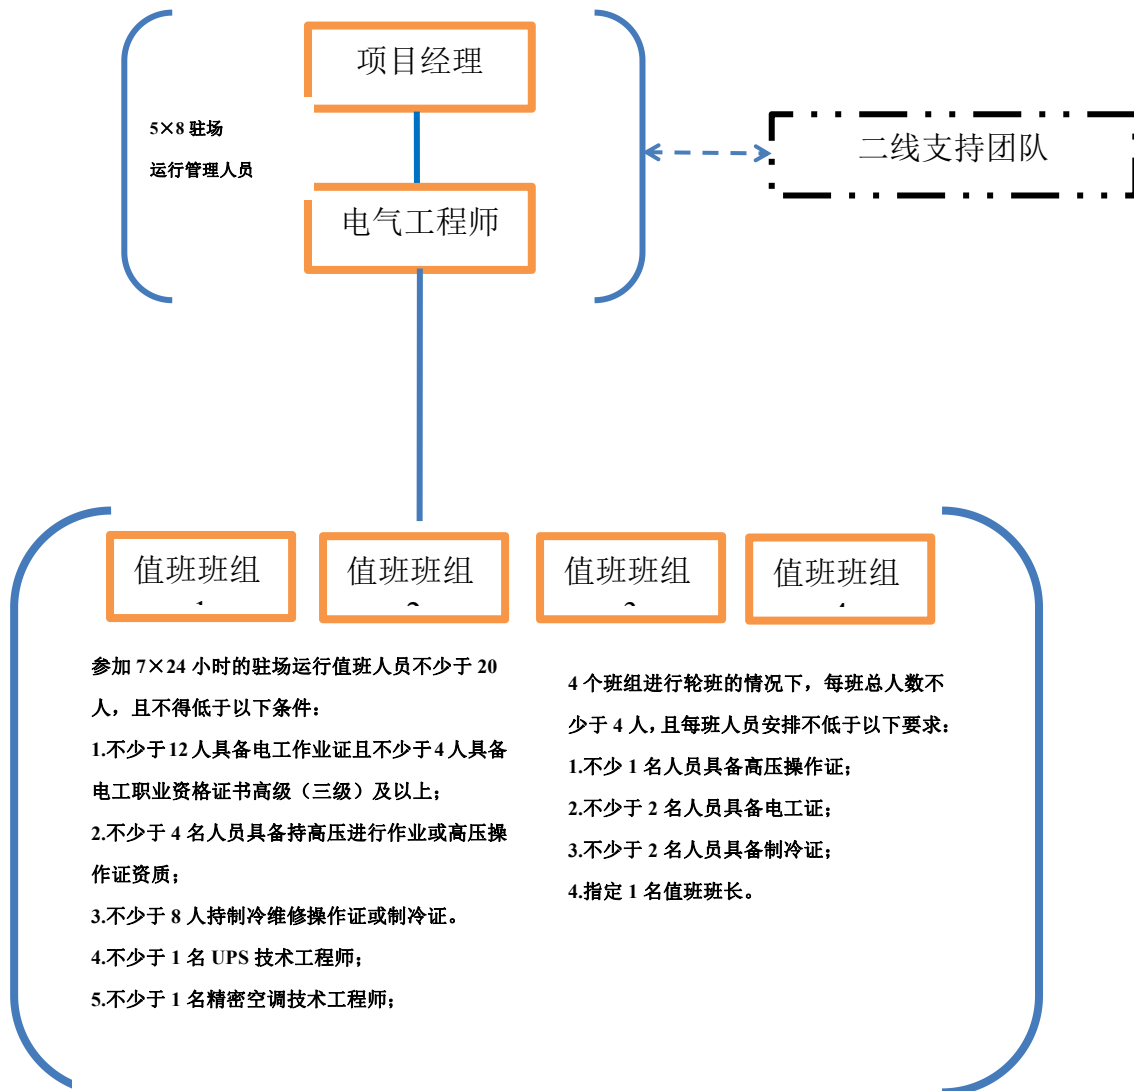 项目经理
5×8 驻场
运行管理人员
二线支持团队
电气工程师
值班班组
值班班组
值班班组
值班班组
参加 7×24 小时的驻场运行值班人员不少于 20
人，且不得低于以下条件：
1.不少于 12 人具备电工作业证且不少于 4 人具备
电工职业资格证书高级（三级）及以上；
2.不少于 4 名人员具备持高压进行作业或高压操
作证资质；
3.不少于 8 人持制冷维修操作证或制冷证。
4.不少于 1 名 UPS 技术工程师；
5.不少于 1 名精密空调技术工程师；
4 个班组进行轮班的情况下，每班总人数不
少于 4 人，且每班人员安排不低于以下要求：
1.不少 1 名人员具备高压操作证；
2.不少于 2 名人员具备电工证；
3.不少于 2 名人员具备制冷证；
4.指定 1 名值班班长。